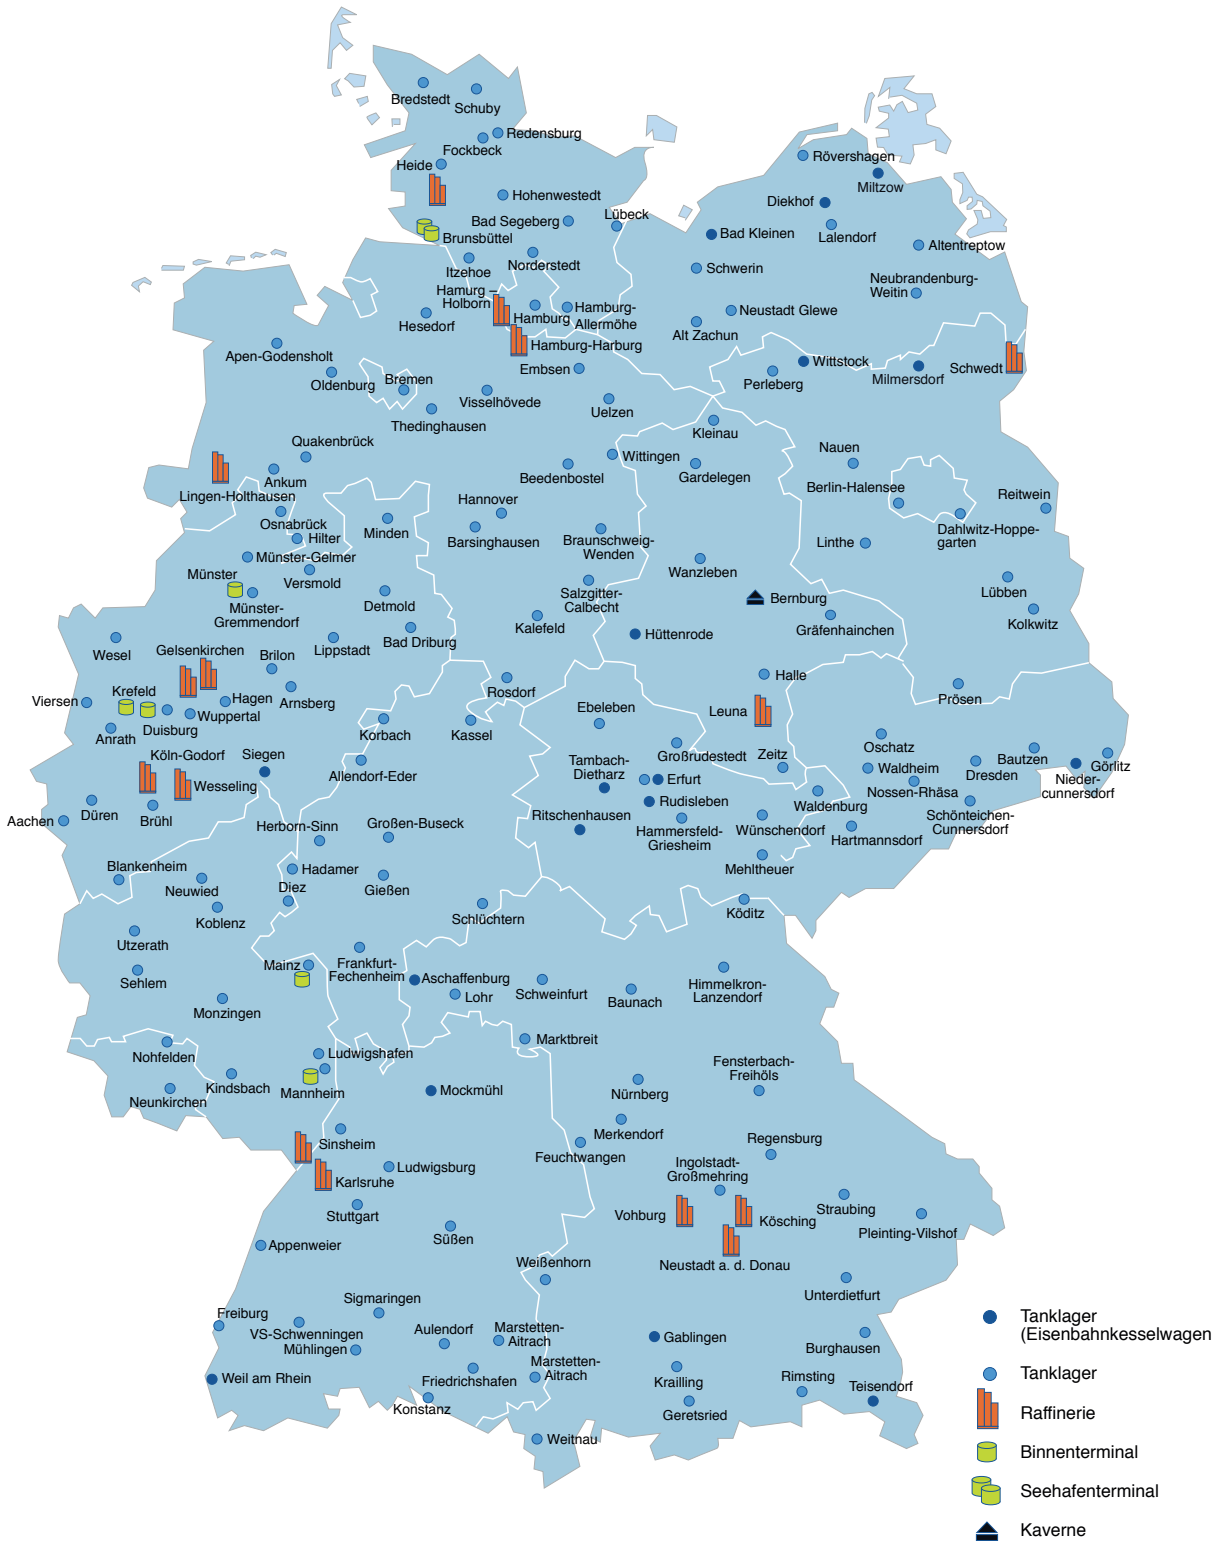 Bredstedt
Schuby
Redensburg
Fockbeck
Heide
Rövershagen
Miltzow
Hohenwestedt
Diekhof
Bad Segeberg
Lübeck
Brunsbüttel
Bad Kleinen
Lalendorf
Altentreptow
Itzehoe
Norderstedt
Schwerin
Neubrandenburg-
Weitin
Hamurg –
Holborn
Hamburg
Hamburg-
Allermöhe
Hesedorf
Neustadt Glewe
Alt Zachun
Hamburg-Harburg
Apen-Godensholt
Embsen
Wittstock
Schwedt
Oldenburg
Bremen
Perleberg
Milmersdorf
Visselhövede
Uelzen
Thedinghausen
Kleinau
Quakenbrück
Nauen
Wittingen
Gardelegen
Ankum
Beedenbostel
Berlin-Halensee
Lingen-Holthausen
Hannover
Reitwein
Osnabrück
Minden
Dahlwitz-Hoppe-
garten
Hilter
Barsinghausen
Braunschweig-
Wenden
Linthe
Münster-Gelmer
Münster
Versmold
Wanzleben
Salzgitter-
Calbecht
Lübben
Münster-
Gremmendorf
Detmold
Bernburg
Kolkwitz
Kalefeld
Gräfenhainchen
Hüttenrode
Wesel
Gelsenkirchen
Brilon
Lippstadt
Bad Driburg
Halle
Rosdorf
Prösen
Viersen
Krefeld
Hagen
Arnsberg
Ebeleben
Leuna
Wuppertal
Duisburg
Anrath
Korbach
Kassel
Oschatz
Köln-Godorf
Siegen
Großrudestedt
Zeitz
Bautzen
Görlitz
Tambach-
Dietharz
Waldheim
Dresden
Allendorf-Eder
Erfurt
Nieder-
cunnersdorf
Wesseling
Nossen-Rhäsa
Rudisleben
Waldenburg
Düren
Brühl
Aachen
Ritschenhausen
Schönteichen-
Cunnersdorf
Herborn-Sinn
Großen-Buseck
Hammersfeld-
Griesheim
Wünschendorf
Hartmannsdorf
Blankenheim
Hadamer
Mehltheuer
Neuwied
Diez
Gießen
Koblenz
Schlüchtern
Köditz
Utzerath
Mainz
Frankfurt-
Fechenheim
Sehlem
Aschaffenburg
Himmelkron-
Lanzendorf
Lohr
Schweinfurt
Baunach
Monzingen
Marktbreit
Nohfelden
Ludwigshafen
Fensterbach-
Freihöls
Kindsbach
Mannheim
Mockmühl
Nürnberg
Neunkirchen
Merkendorf
Sinsheim
Regensburg
Feuchtwangen
Ludwigsburg
Ingolstadt-
Großmehring
Karlsruhe
Stuttgart
Straubing
Vohburg
Kösching
Pleinting-Vilshof
Süßen
Appenweier
Weißenhorn
Neustadt a. d. Donau
Unterdietfurt
Sigmaringen
Freiburg
VS-Schwenningen
Aulendorf
Marstetten-
Aitrach
Gablingen
Burghausen
Mühlingen
Marstetten-
Aitrach
Weil am Rhein
Friedrichshafen
Krailling
Rimsting
Teisendorf
Konstanz
Geretsried
Weitnau
Tanklager
(Eisenbahnkesselwagen
Tanklager
Raffinerie
Binnenterminal
Seehafenterminal
Kaverne